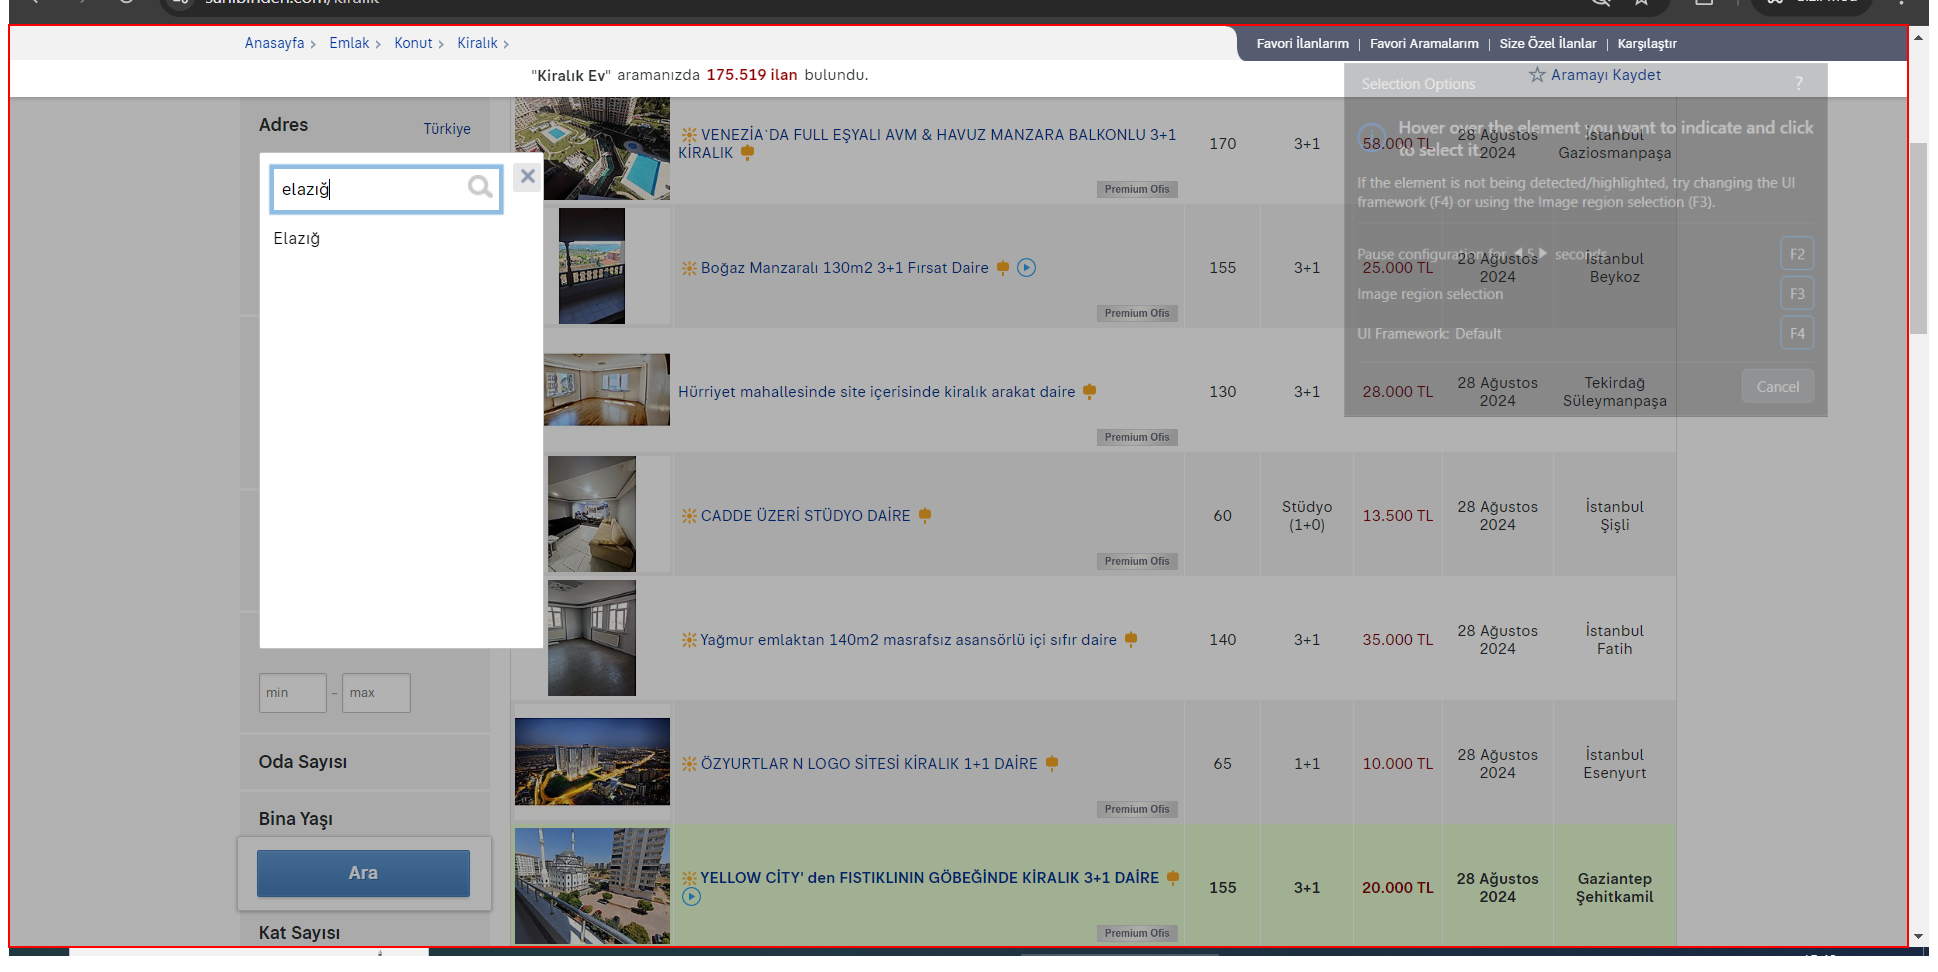 Anasayfa > Emlak > Konut > Kiralık >
Favori İlanlarım | Favori Aramalarım | Size Özel İlanlar | Karşılaştır
"Kiralık Ev" aramanızda 175.519 ilan bulundu.
Aramayı Kaydet
Selection Options ?
Hover over the element you want to indicate and click
to select it.
If the element is not being detected/highlighted, try changing the UI
framework (F4) or using the Image region selection (F3).
Pause configuration for 5 seconds F2
Image region selection F3
UI Framework: Default F4
Cancel
Adres Türkiye
elazığ
Elazığ
min - max
Oda Sayısı
Bina Yaşı
Ara
Kat Sayısı
VENEZİA`DA FULL EŞYALI AVM & HAVUZ MANZARA BALKONLU 3+1
KİRALIK
Premium Ofis
170 3+1 58.000 TL 28 Ağustos
2024
İstanbul
Gaziosmanpaşa
Boğaz Manzaralı 130m2 3+1 Fırsat Daire
Premium Ofis
155 3+1 25.000 TL 28 Ağustos
2024
İstanbul
Beykoz
Hürriyet mahallesinde site içerisinde kiralık arakat daire
Premium Ofis
130 3+1 28.000 TL 28 Ağustos
2024
Tekirdağ
Süleymanpaşa
CADDE ÜZERİ STÜDYO DAİRE
Premium Ofis
60 Stüdyo
(1+0)
13.500 TL 28 Ağustos
2024
İstanbul
Şişli
Yağmur emlaktan 140m2 masrafsız asansörlü içi sıfır daire
140 3+1 35.000 TL 28 Ağustos
2024
İstanbul
Fatih
ÖZYURTLAR N LOGO SİTESİ KİRALIK 1+1 DAİRE
Premium Ofis
65 1+1 10.000 TL 28 Ağustos
2024
İstanbul
Esenyurt
YELLOW CİTY' den FISTIKLININ GÖBEĞİNDE KİRALIK 3+1 DAİRE
Premium Ofis
155 3+1 20.000 TL 28 Ağustos
2024
Gaziantep
Şehitkamil